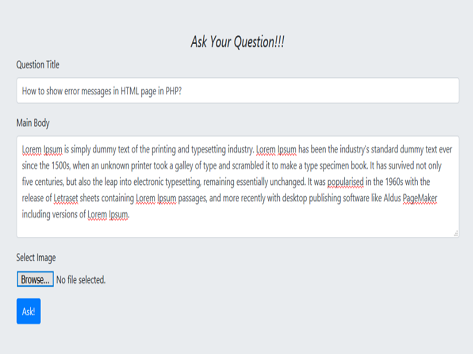 Ask Your Question!!!
Question Title
How to show error messages in HTML page in PHP?
Main Body
Lorem Ipsum is simply dummy text of the printing and typesetting industry. Lorem Ipsum has been the industry's standard dummy text ever
since the 1500s, when an unknown printer took a galley of type and scrambled it to make a type specimen book. It has survived not only
five centuries, but also the leap into electronic typesetting, remaining essentially unchanged. It was popularised in the 1960s with the
release of Letraset sheets containing Lorem Ipsum passages, and more recently with desktop publishing software like Aldus PageMaker
including versions of Lorem Ipsum.
Select Image
Browse... No file selected.
Ask!